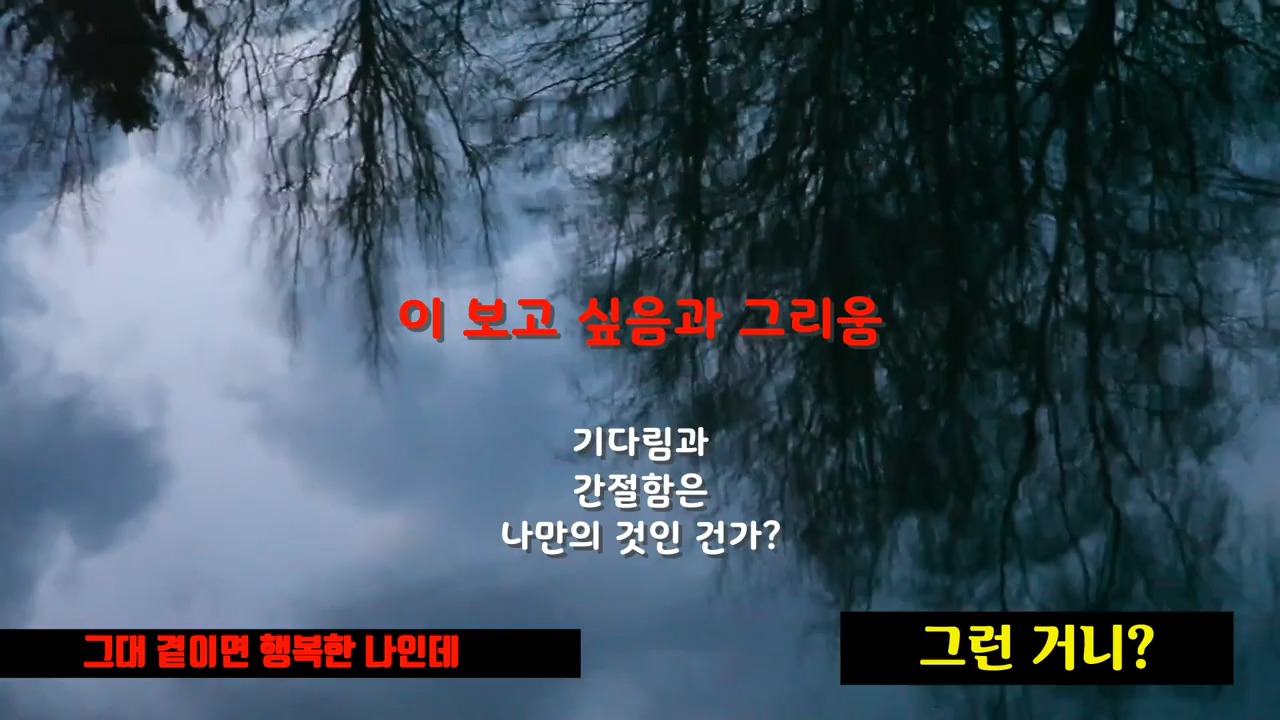 이 보고 싶음과 그리움
기다림과
간절함은
나만의 것인 건가?
그대 곁이면 행복한 나인데
그런 거니?